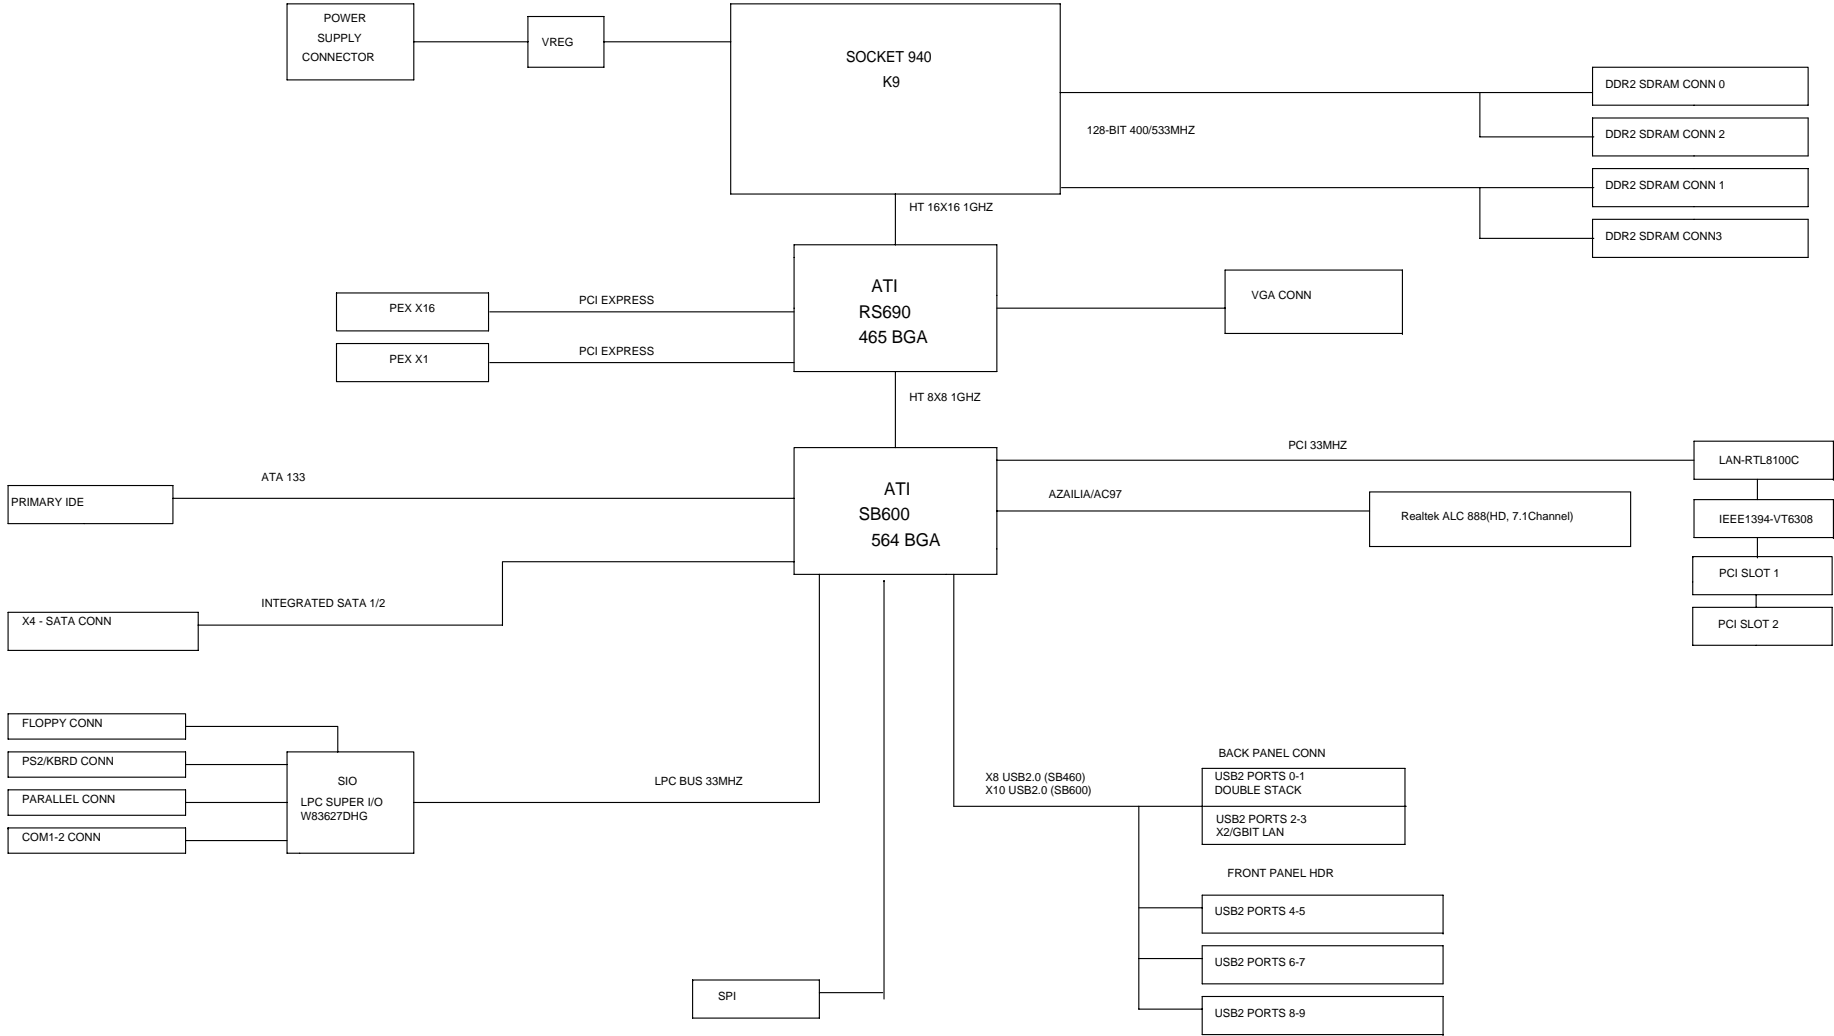 POWER
SUPPLY
CONNECTOR
VREG
SOCKET 940
K9
DDR2 SDRAM CONN 0
128-BIT 400/533MHZ
DDR2 SDRAM CONN 2
DDR2 SDRAM CONN 1
HT 16X16 1GHZ
DDR2 SDRAM CONN3
ATI
RS690
465 BGA
VGA CONN
PEX X16
PCI EXPRESS
PEX X1
PCI EXPRESS
HT 8X8 1GHZ
PCI 33MHZ
LAN-RTL8100C
ATA 133
PRIMARY IDE
ATI
SB600
564 BGA
AZAILIA/AC97
Realtek ALC 888(HD, 7.1Channel)
IEEE1394-VT6308
PCI SLOT 1
PCI SLOT 2
INTEGRATED SATA 1/2
X4 - SATA CONN
FLOPPY CONN
PS2/KBRD CONN
PARALLEL CONN
COM1-2 CONN
SIO
LPC SUPER I/O
W83627DHG
LPC BUS 33MHZ
X8 USB2.0 (SB460)
X10 USB2.0 (SB600)
BACK PANEL CONN
USB2 PORTS 0-1
DOUBLE STACK
USB2 PORTS 2-3
X2/GBIT LAN
FRONT PANEL HDR
USB2 PORTS 4-5
USB2 PORTS 6-7
USB2 PORTS 8-9
SPI